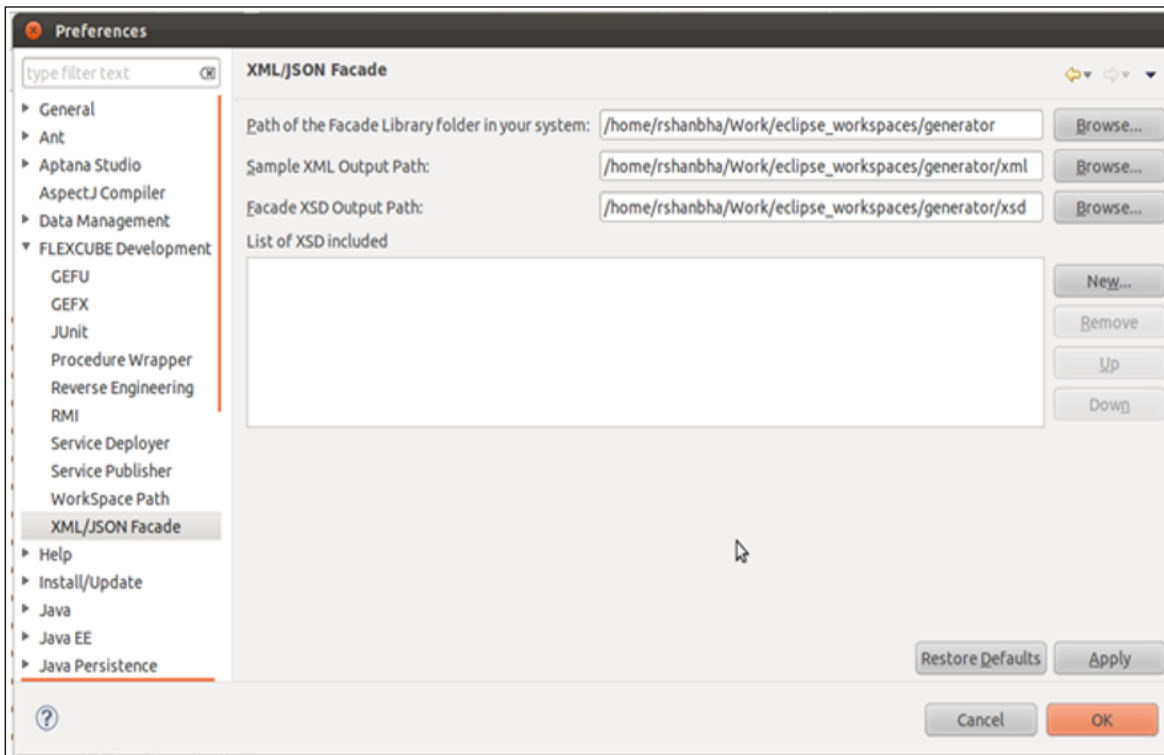 Preferences
type filter text
General
Ant
Aptana Studio
AspectJ Compiler
Data Management
FLEXCUBE Development
GEFU
GEFX
JUnit
Procedure Wrapper
Reverse Engineering
RMI
Service Deployer
Service Publisher
WorkSpace Path
XML/JSON Facade
Help
Install/Update
Java
Java EE
Java Persistence
XML/JSON Facade
Path of the Facade Library folder in your system: /home/rshanbha/Work/eclipse_workspaces/generator Browse...
Sample XML Output Path: /home/rshanbha/Work/eclipse_workspaces/generator/xml Browse...
Facade XSD Output Path: /home/rshanbha/Work/eclipse_workspaces/generator/xsd Browse...
List of XSD included
New...
Remove
Up
Down
Restore Defaults Apply
Cancel OK